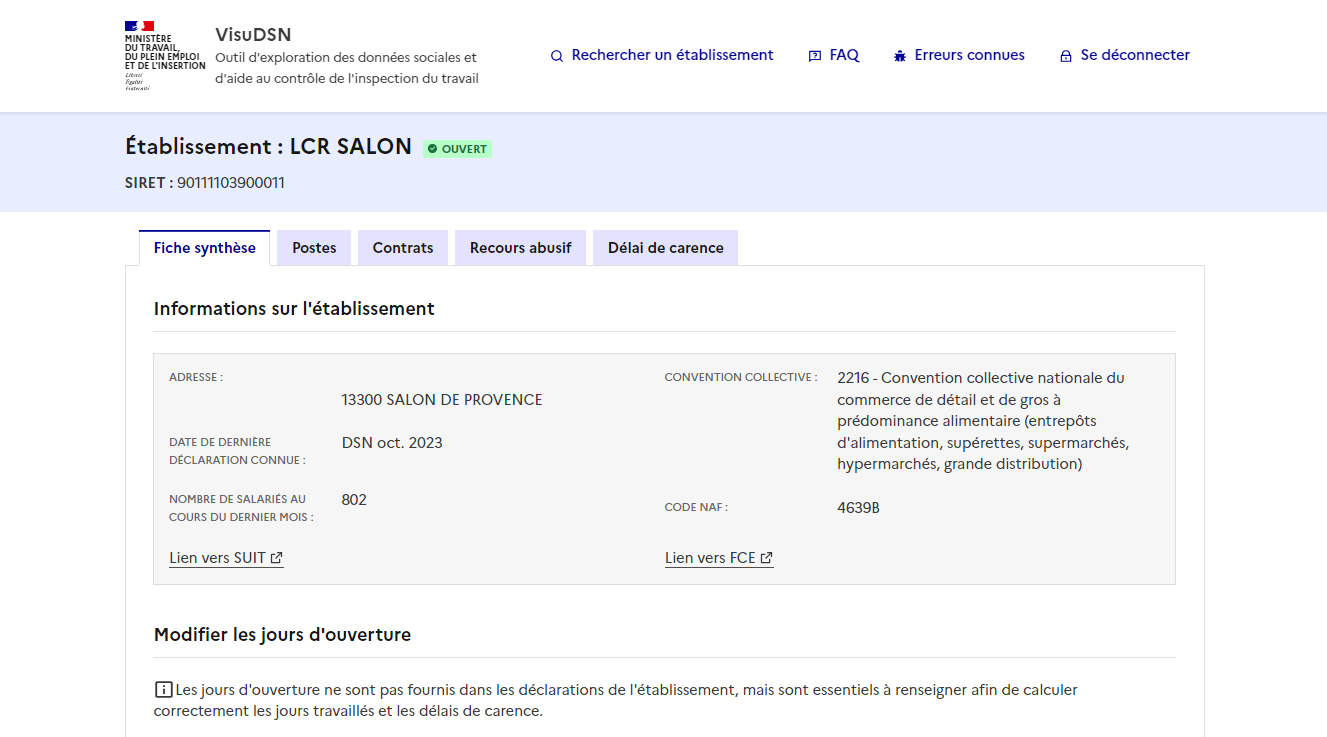 MINISTÈRE
DU TRAVAIL,
DU PLEIN EMPLOI
ET DE L'INSERTION
Liberté
Égalité
Fraternité
VisuDSN
Outil d'exploration des données sociales et
d'aide au contrôle de l'inspection du travail
Rechercher un établissement
FAQ
Erreurs connues
Se déconnecter
Établissement : LCR SALON
OUVERT
SIRET : 90111103900011
Fiche synthèse
Postes
Contrats
Recours abusif
Délai de carence
Informations sur l'établissement
ADRESSE :
13300 SALON DE PROVENCE
DATE DE DERNIÈRE
DÉCLARATION CONNUE :
DSN oct. 2023
NOMBRE DE SALARIÉS AU
COURS DU DERNIER MOIS :
802
Lien vers SUIT
CONVENTION COLLECTIVE :
2216 - Convention collective nationale du
commerce de détail et de gros à
prédominance alimentaire (entrepôts
d'alimentation, supérettes, supermarchés,
hypermarchés, grande distribution)
CODE NAF :
4639B
Lien vers FCE
Modifier les jours d'ouverture
Les jours d'ouverture ne sont pas fournis dans les déclarations de l'établissement, mais sont essentiels à renseigner afin de calculer
correctement les jours travaillés et les délais de carence.